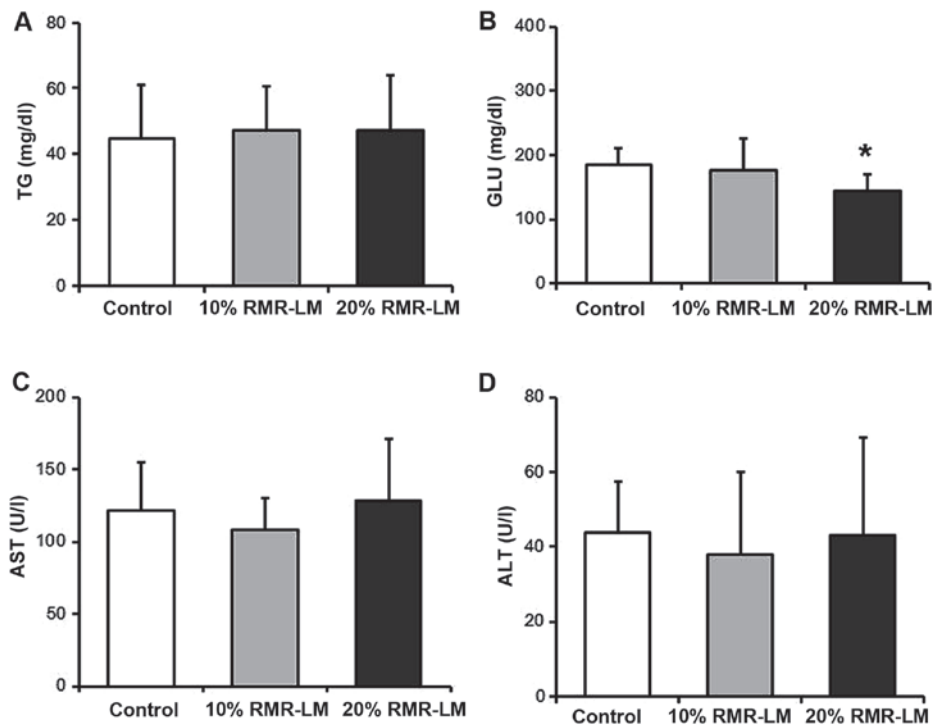 A
80
60
40
20
0
TG (mg/dl)
Control 10% RMR-LM 20% RMR-LM
B
400
300
200
100
0
GLU (mg/dl)
*
Control 10% RMR-LM 20% RMR-LM
C
200
150
100
50
0
AST (U/l)
Control 10% RMR-LM 20% RMR-LM
D
80
60
40
20
0
ALT (U/l)
Control 10% RMR-LM 20% RMR-LM